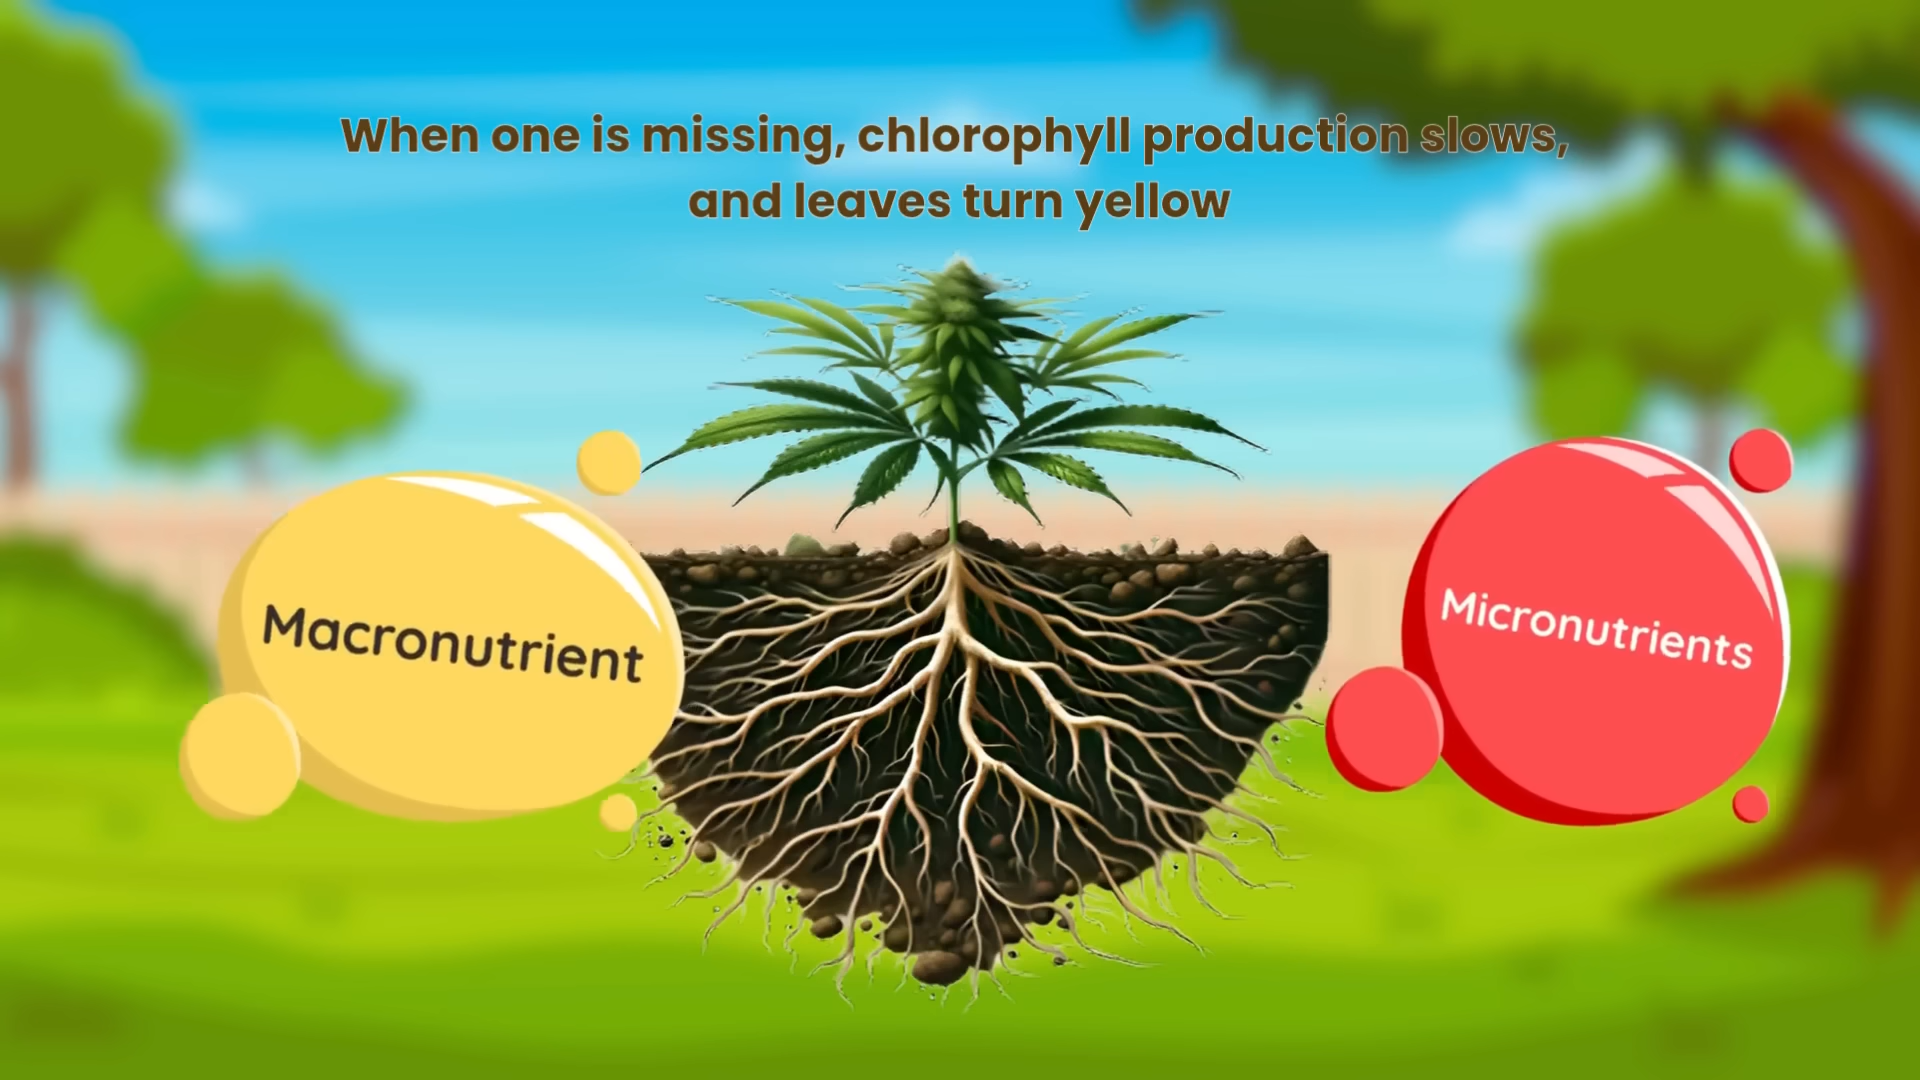 When one is missing, chlorophyll production slows,
and leaves turn yellow
Macronutrient
Micronutrients